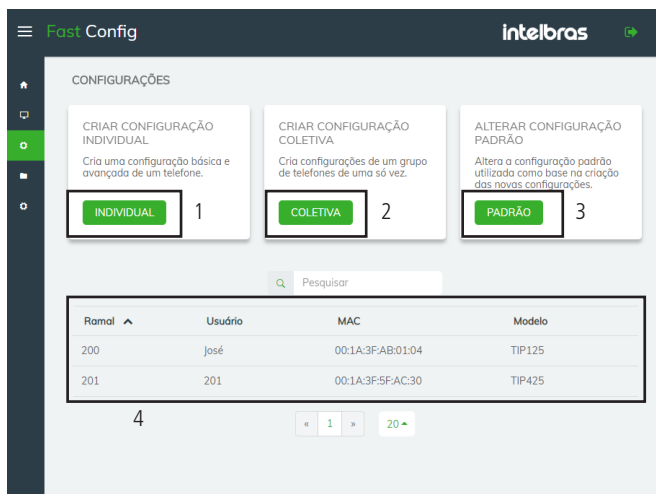 Fast Config
intelbras
CONFIGURAÇÕES
CRIAR CONFIGURAÇÃO
INDIVIDUAL
Cria uma configuração básica e
avançada de um telefone.
INDIVIDUAL
1
CRIAR CONFIGURAÇÃO
COLETIVA
Cria configurações de um grupo
de telefones de uma só vez.
COLETIVA
2
ALTERAR CONFIGURAÇÃO
PADRÃO
Altera a configuração padrão
utilizada como base na criação
das novas configurações.
PADRÃO
3
Pesquisar
Ramal Usuário MAC Modelo
200 José 00:1A:3F:AB:01:04 TIP125
201 201 00:1A:3F:5F:AC:30 TIP425
4
« 1 » 20